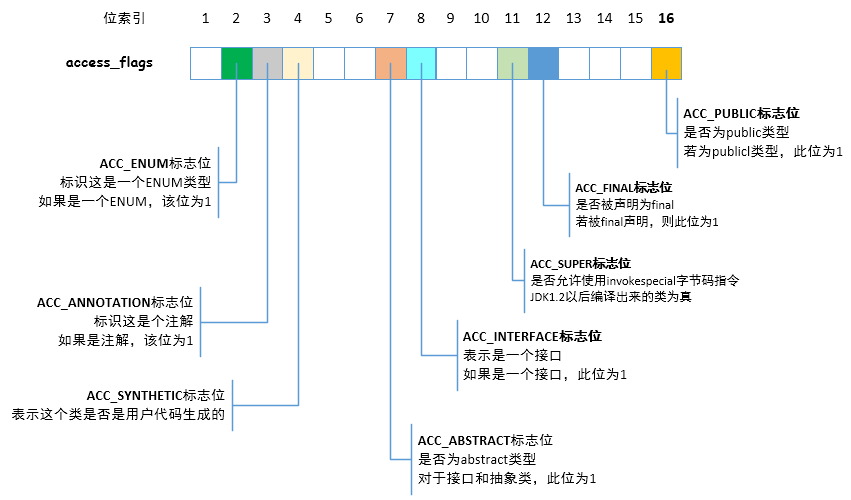 位索引 1 2 3 4 5 6 7 8 9 10 11 12 13 14 15 16
access_flags
ACC_PUBLIC标志位
是否为public类型
若为publicl类型，此位为1
ACC_ENUM标志位
标识这是一个ENUM类型
如果是一个ENUM，该位为1
ACC_FINAL标志位
是否被声明为final
若被final声明，则此位为1
ACC_SUPER标志位
是否允许使用invokespecial字节码指令
JDK1.2以后编译出来的类为真
ACC_ANNOTATION标志位
标识这是个注解
如果是注解，该位为1
ACC_INTERFACE标志位
表示是一个接口
如果是一个接口，此位为1
ACC_SYNTHETIC标志位
表示这个类是否是用户代码生成的
ACC_ABSTRACT标志位
是否为abstract类型
对于接口和抽象类，此位为1